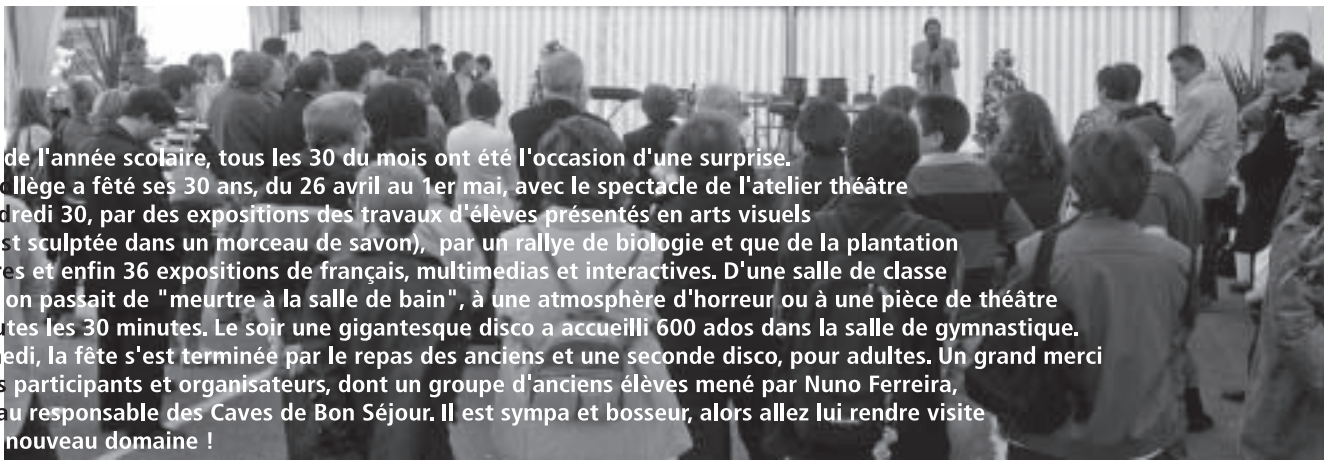 de l'année scolaire, tous les 30 du mois ont été l'occasion d'une surprise.
ollège a fêté ses 30 ans, du 26 avril au 1er mai, avec le spectacle de l'atelier théâtre
dredi 30, par des expositions des travaux d'élèves présentés en arts visuels
st sculptée dans un morceau de savon), par un rallye de biologie et que de la plantation
res et enfin 36 expositions de français, multimedias et interactives. D'une salle de classe
on passait de "meurtre à la salle de bain", à une atmosphère d'horreur ou à une pièce de théâtre
utes les 30 minutes. Le soir une gigantesque disco a accueilli 600 ados dans la salle de gymnastique.
edi, la fête s'est terminée par le repas des anciens et une seconde disco, pour adultes. Un grand merci
s participants et organisateurs, dont un groupe d'anciens élèves mené par Nuno Ferreira,
au responsable des Caves de Bon Séjour. Il est sympa et bosseur, alors allez lui rendre visite
nouveau domaine !